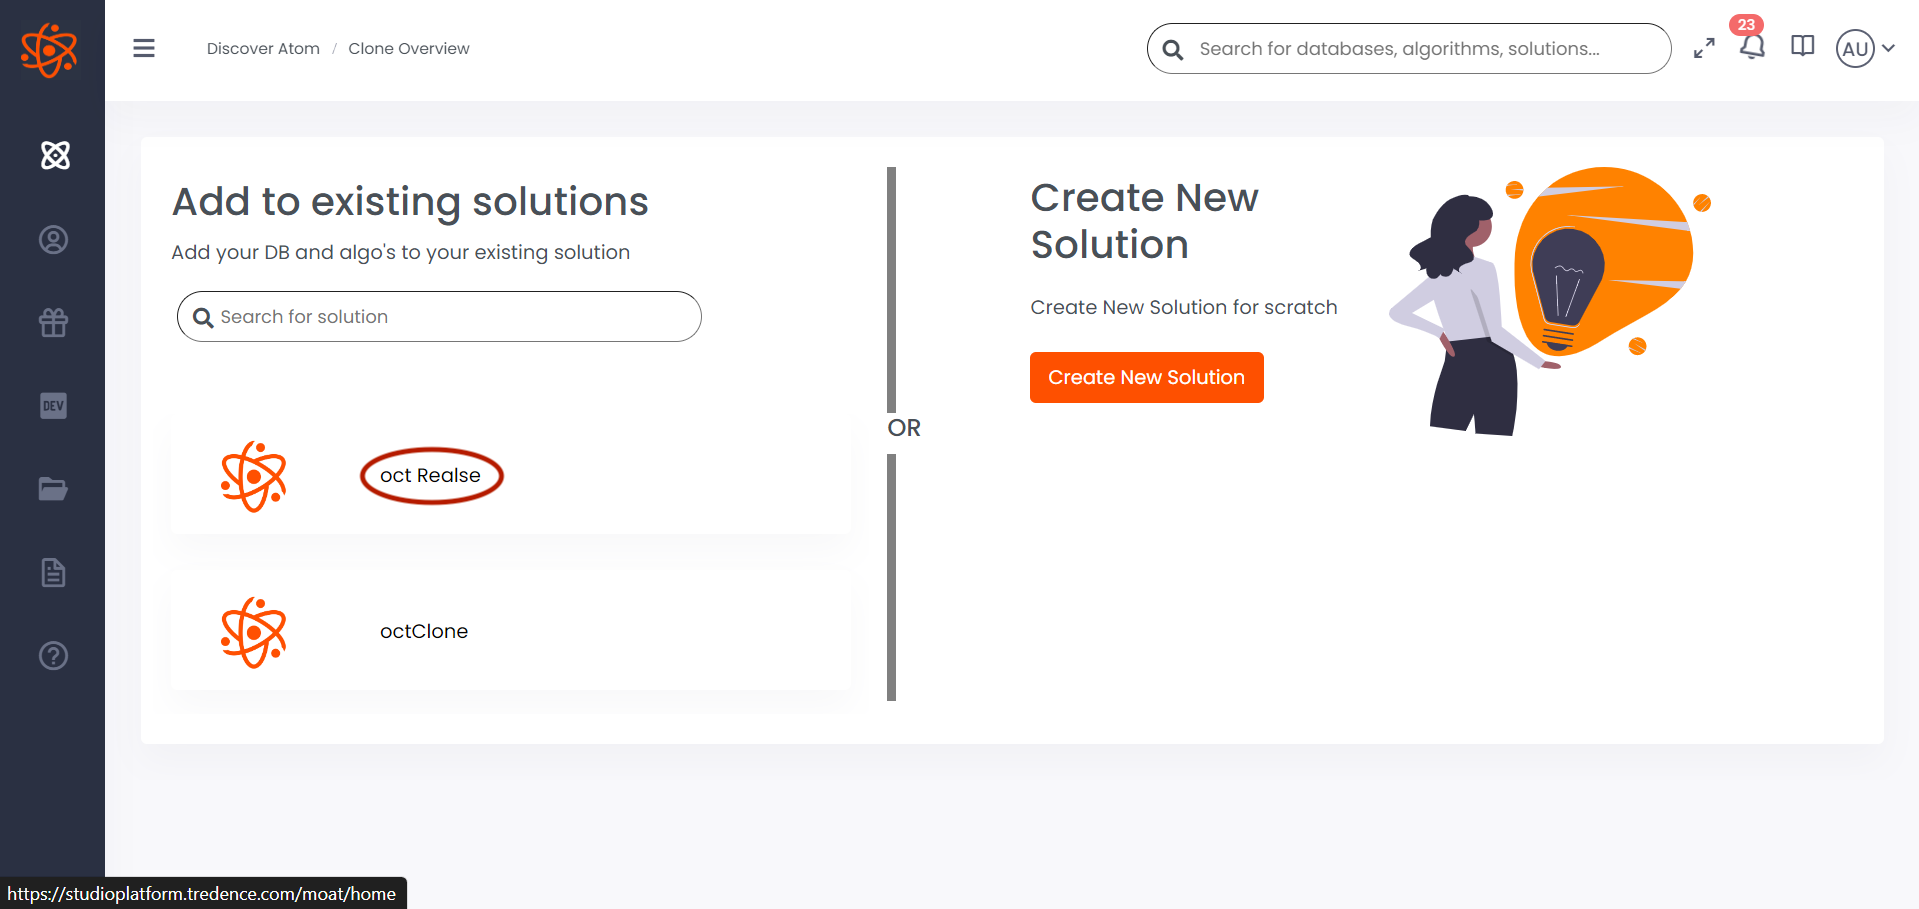 Discover Atom / Clone Overview
Search for databases, algorithms, solutions...
23
AU
DEV
Add to existing solutions
Add your DB and algo's to your existing solution
Search for solution
oct Realse
octClone
OR
Create New
Solution
Create New Solution for scratch
Create New Solution
https://studioplatform.tredence.com/moat/home